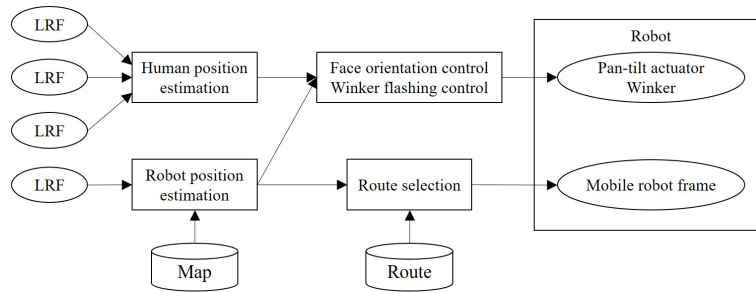 LRF
LRF
LRF
LRF
Human position
estimation
Robot position
estimation
Map
Face orientation control
Winker flashing control
Route selection
Route
Robot
Pan-tilt actuator
Winker
Mobile robot frame